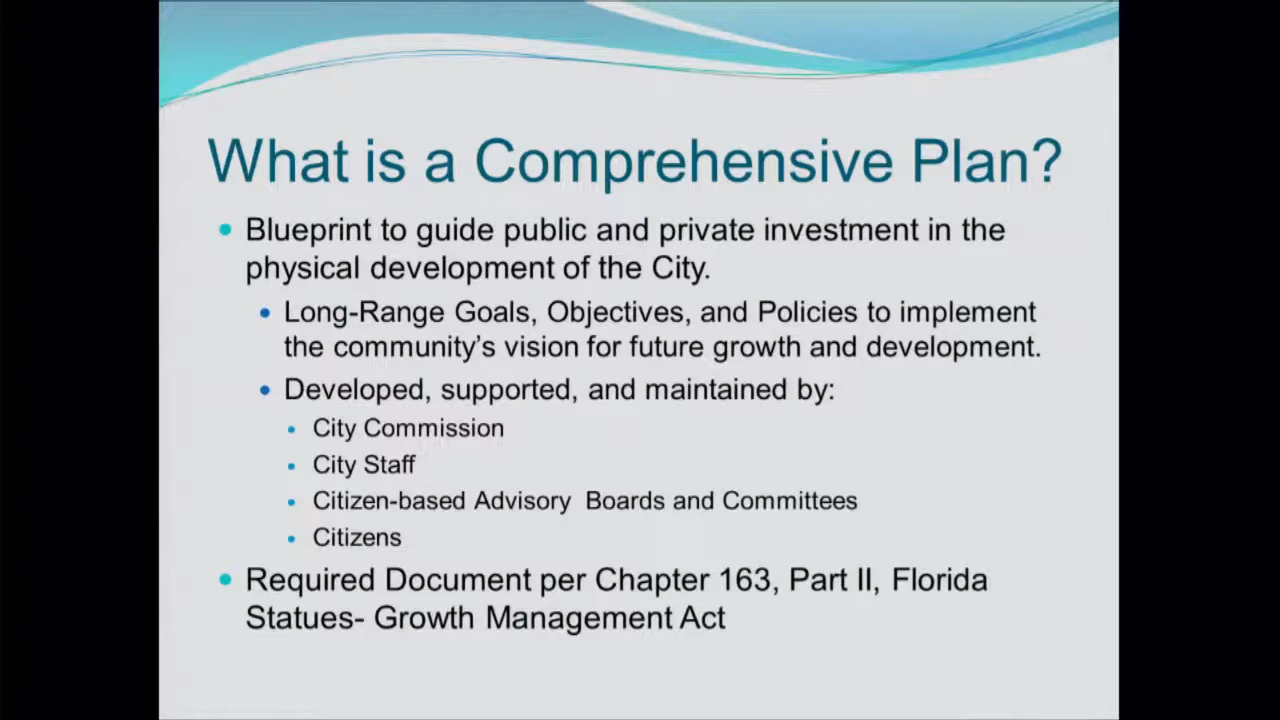 What is a Comprehensive Plan?
Blueprint to guide public and private investment in the
physical development of the City.
Long-Range Goals, Objectives, and Policies to implement
the community's vision for future growth and development.
Developed, supported, and maintained by:
City Commission
City Staff
Citizen-based Advisory Boards and Committees
Citizens
Required Document per Chapter 163, Part II, Florida
Statues- Growth Management Act